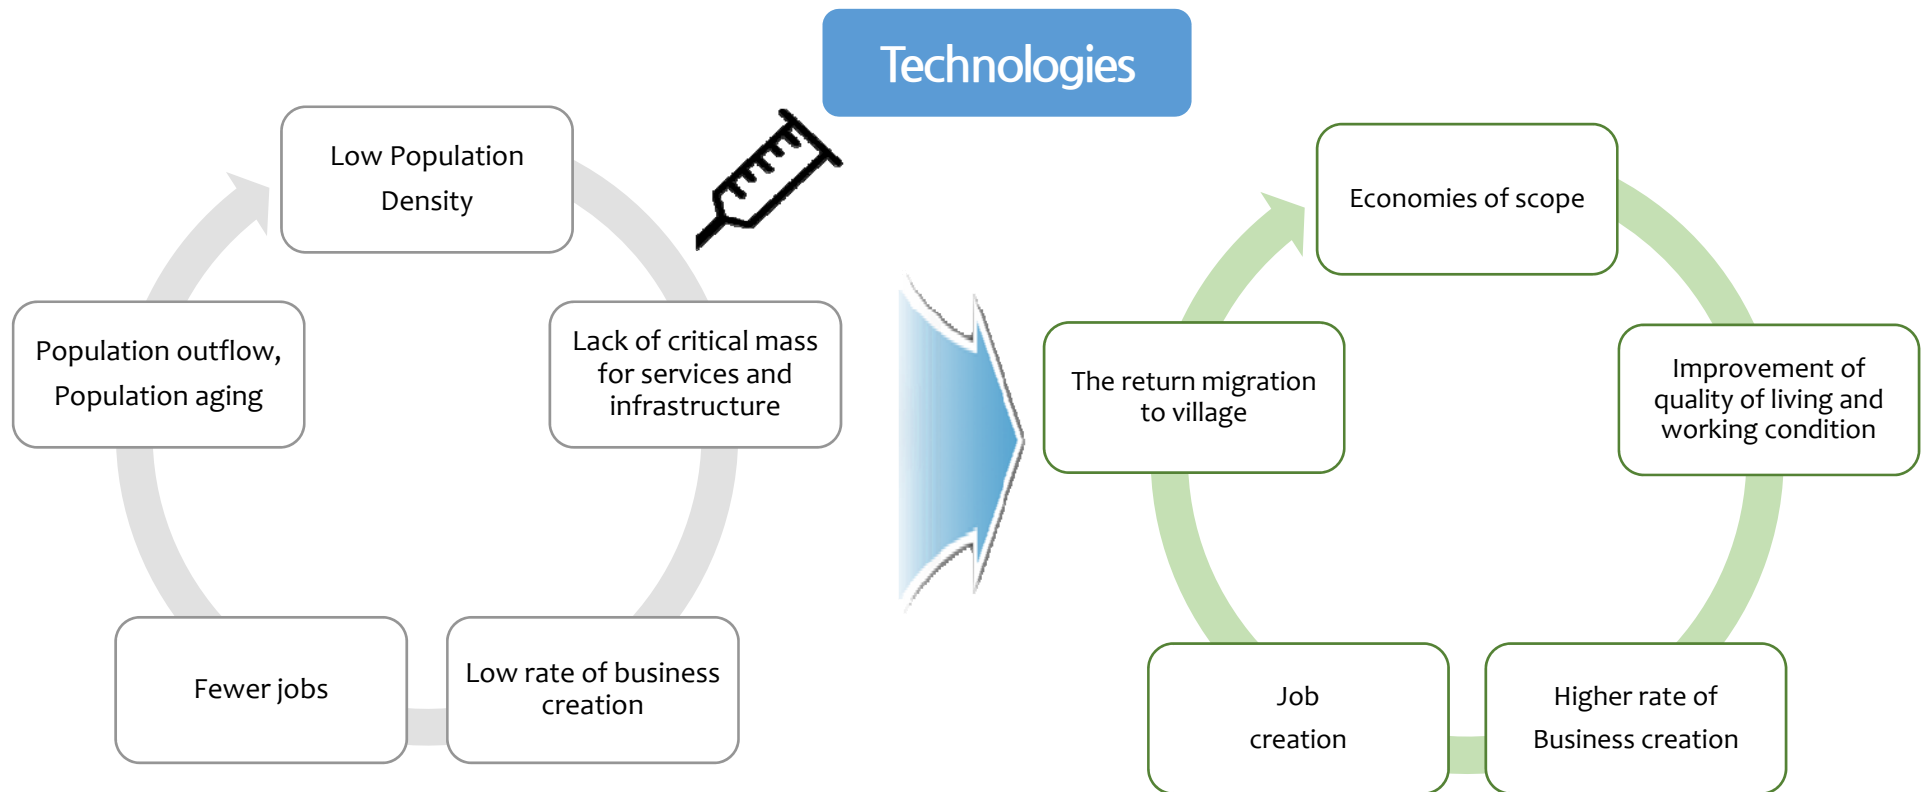 Technologies
Low Population
Density
Lack of critical mass
for services and
infrastructure
Low rate of business
creation
Fewer jobs
Population outflow,
Population aging
Economies of scope
Improvement of
quality of living and
working condition
Higher rate of
Business creation
Job
creation
The return migration
to village